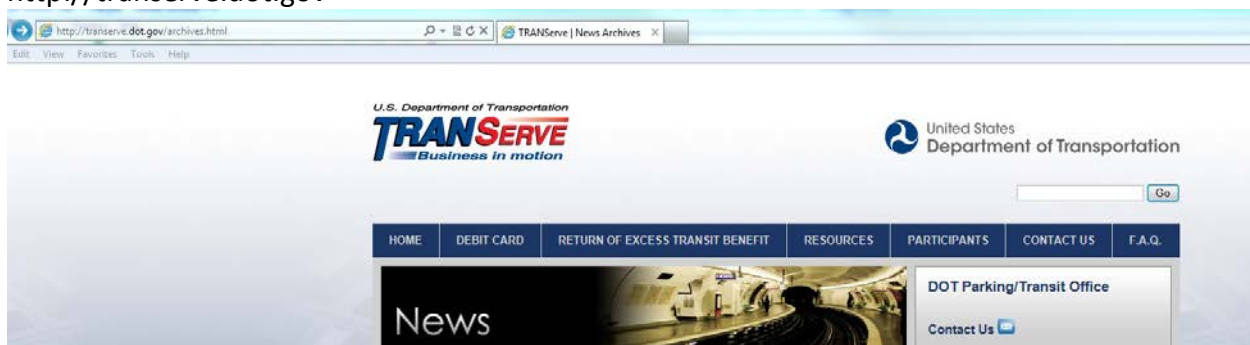 http://transerve.dot.gov/archives.html
TRANServe | News Archives
Edit View Favorites Tools Help
U.S. Department of Transportation
TRANSERVE
Business in motion
United States
Department of Transportation
Go
HOME DEBIT CARD RETURN OF EXCESS TRANSIT BENEFIT RESOURCES PARTICIPANTS CONTACT US F.A.Q.
News
DOT Parking/Transit Office
Contact Us